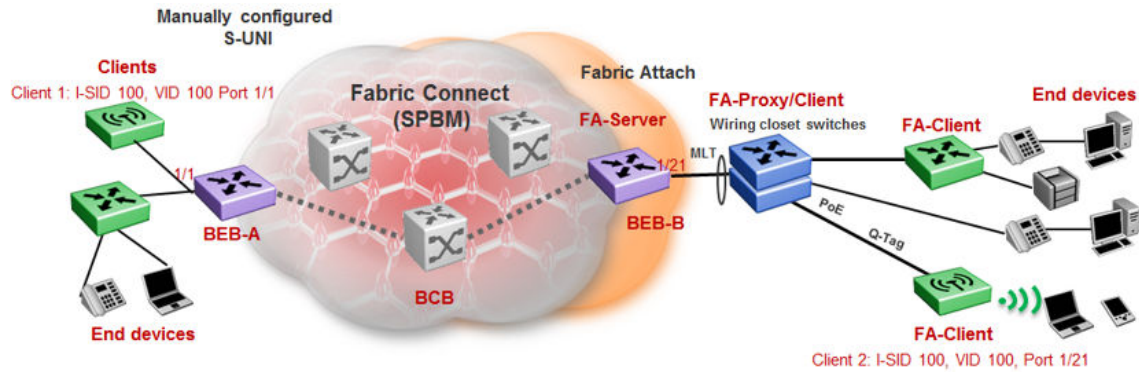 Manually configured
S-UNI
Clients
Client 1: I-SID 100, VID 100 Port 1/1
1/1
BEB-A
End devices
Fabric Connect
(SPBM)
BCB
Fabric Attach
FA-Server
1/21
BEB-B
MLT
FA-Proxy/Client
Wiring closet switches
PoE
Q-Tag
End devices
FA-Client
FA-Client
Client 2: I-SID 100, VID 100, Port 1/21